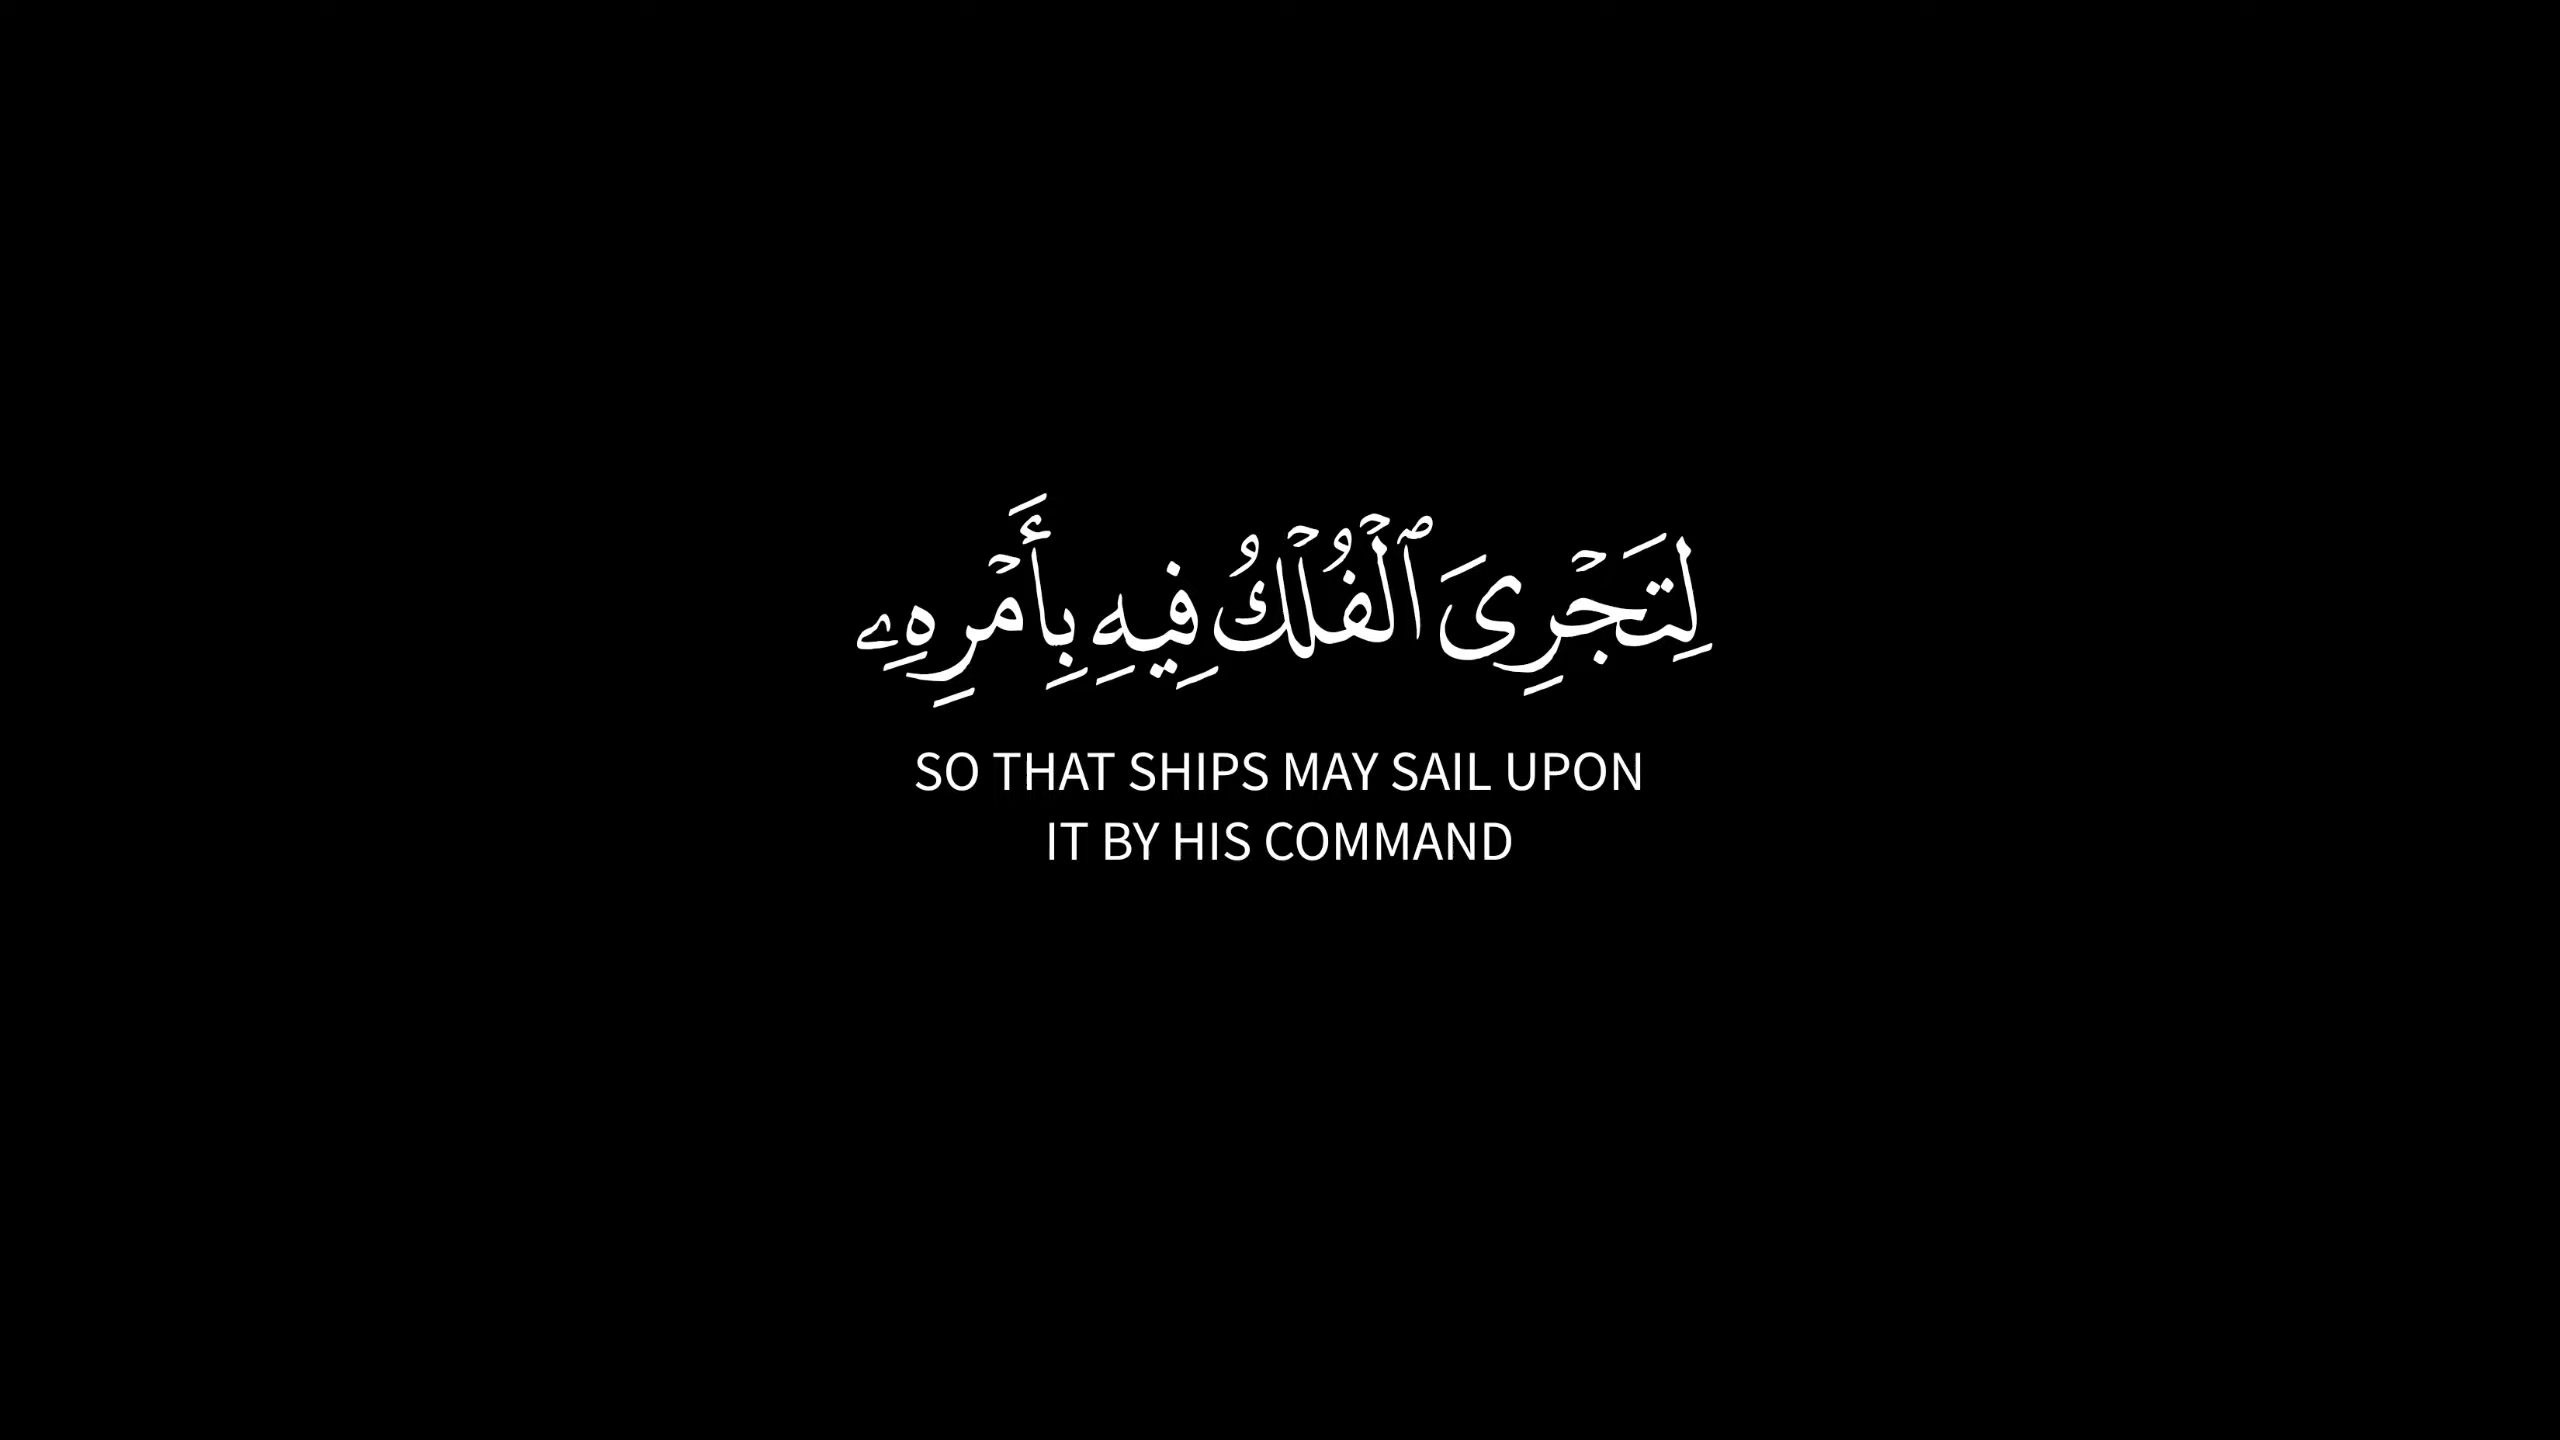 لِتَجْرِىَ ٱلْفُلْكُ فِيهِ بِأَمْرِهِۦ
SO THAT SHIPS MAY SAIL UPON
IT BY HIS COMMAND